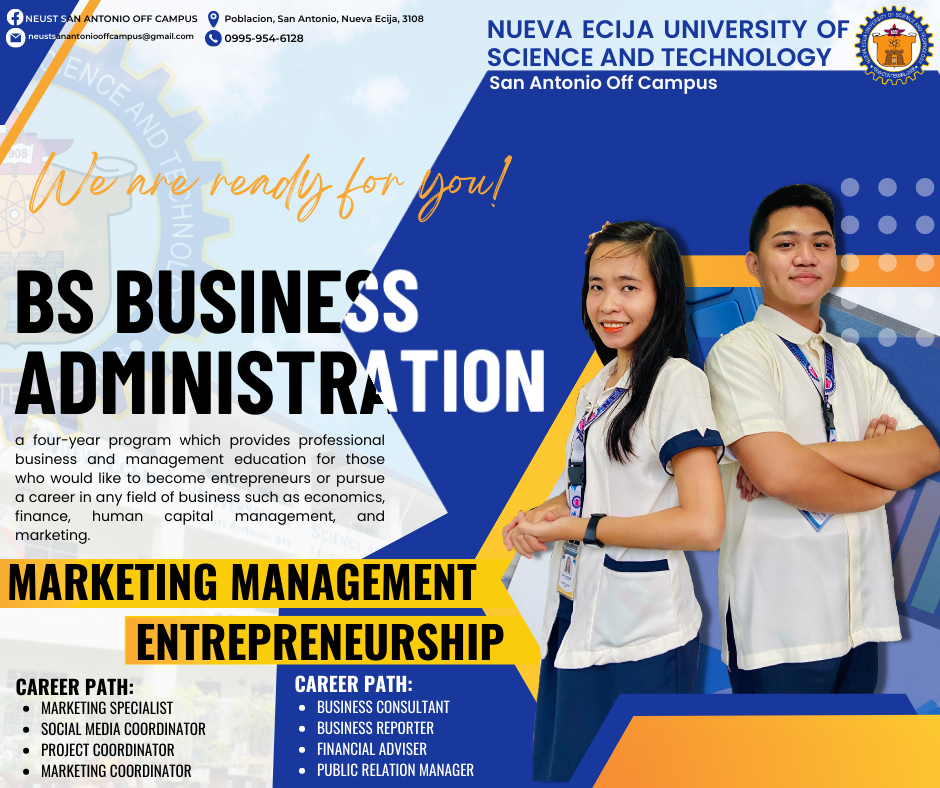 NEUST SAN ANTONIO OFF CAMPUS
Poblacion, San Antonio, Nueva Ecija, 3108
neustsanantoniooffcampus@gmail.com
0995-954-6128
NUEVA ECIJA UNIVERSITY OF
SCIENCE AND TECHNOLOGY
San Antonio Off Campus
We are ready for you!
BS BUSINESS
ADMINISTRATION
a four-year program which provides professional
business and management education for those
who would like to become entrepreneurs or pursue
a career in any field of business such as economics,
finance, human capital management, and
marketing.
MARKETING MANAGEMENT
ENTREPRENEURSHIP
CAREER PATH:
MARKETING SPECIALIST
SOCIAL MEDIA COORDINATOR
PROJECT COORDINATOR
MARKETING COORDINATOR
CAREER PATH:
BUSINESS CONSULTANT
BUSINESS REPORTER
FINANCIAL ADVISER
PUBLIC RELATION MANAGER